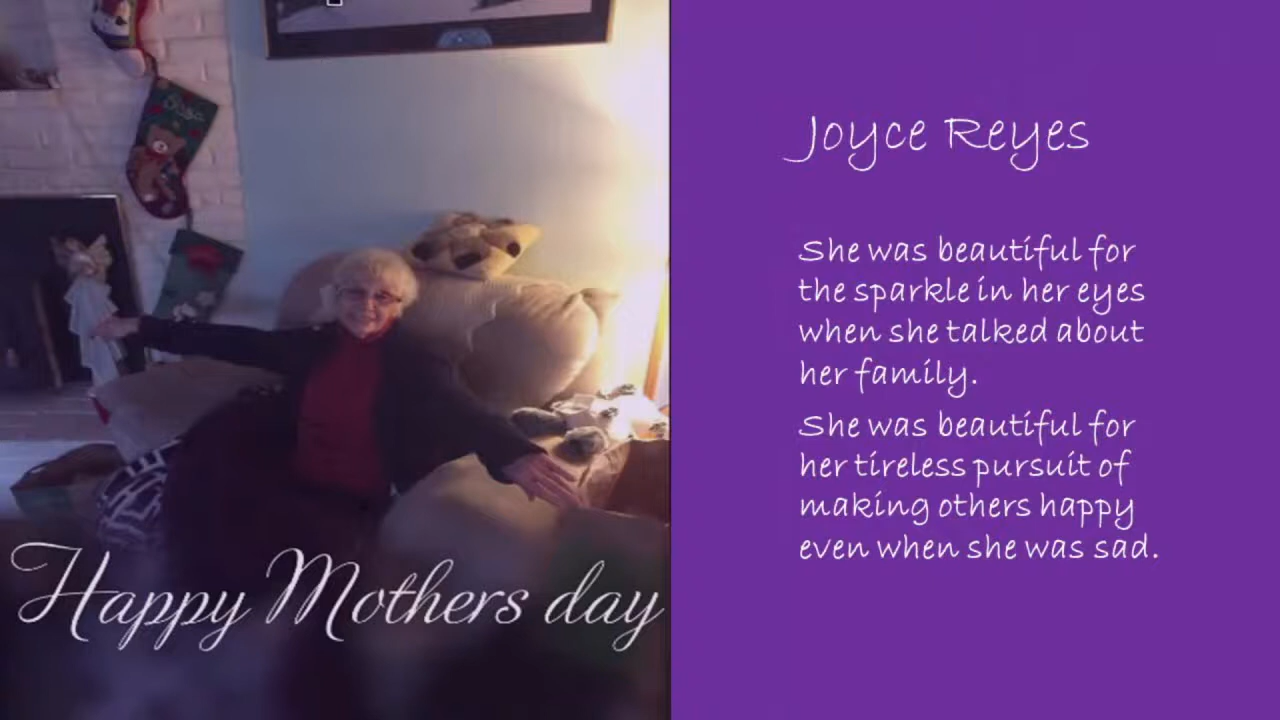 Happy Mothers day
Joyce Reyes
She was beautiful for
the sparkle in her eyes
when she talked about
her family.
She was beautiful for
her tireless pursuit of
making others happy
even when she was sad.